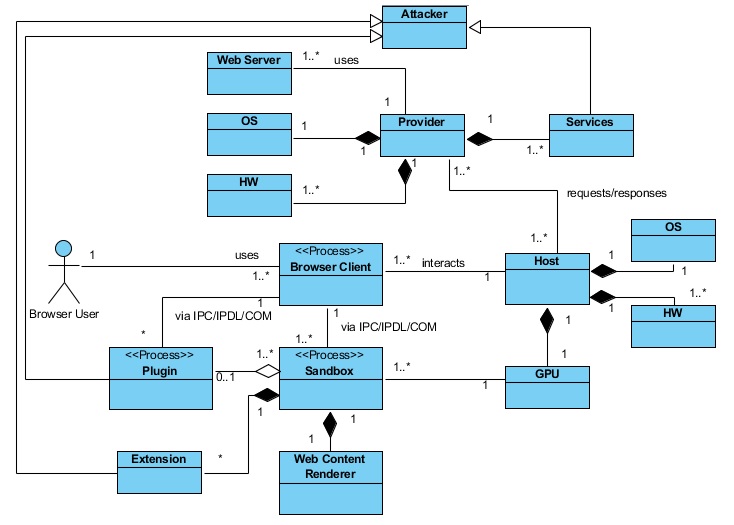 Attacker
Web Server
1..*
uses
1
OS
1
1
Provider
1
1..*
Services
HW
1..*
1
1..*
requests/responses
1..*
Browser User
1
uses
1..*
<<Process>>
Browser Client
1..*
interacts
1
Host
1
1
OS
1
1..*
HW
1
via IPC/IPDL/COM
*
1
via IPC/IPDL/COM
1..*
1
1
<<Process>>
Plugin
0..1
1..*
<<Process>>
Sandbox
1..*
1
GPU
1
*
Extension
1
1
Web Content
Renderer